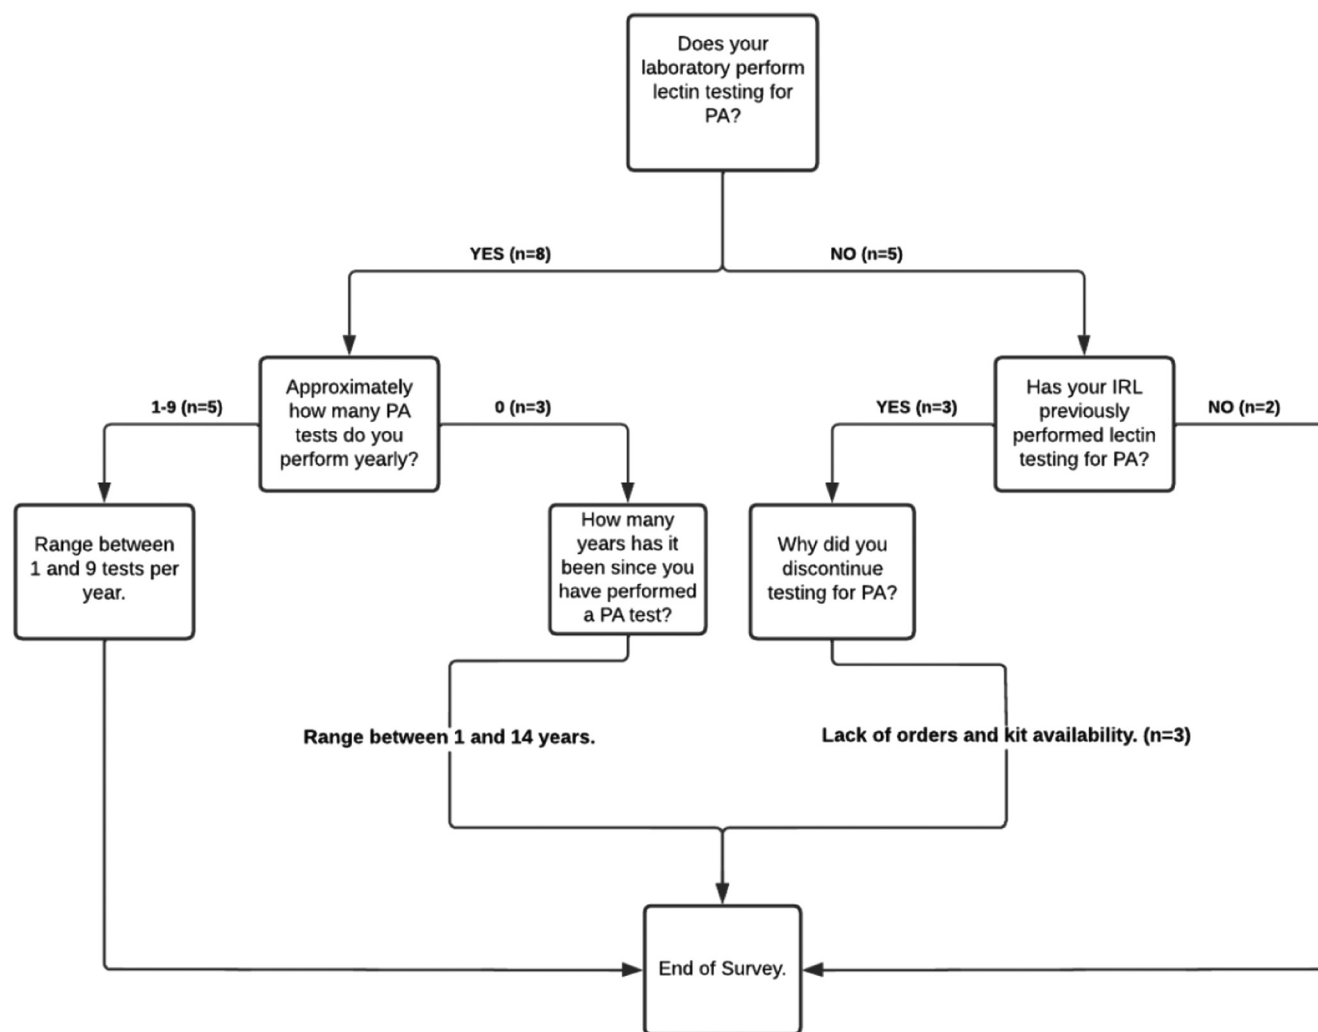 Does your
laboratory perform
lectin testing for
PA?
YES (n=8)
NO (n=5)
Approximately
how many PA
tests do you
perform yearly?
Has your IRL
previously
performed lectin
testing for PA?
1-9 (n=5)
0 (n=3)
YES (n=3)
NO (n=2)
Range between
1 and 9 tests per
year.
How many
years has it
been since you
have performed
a PA test?
Why did you
discontinue
testing for PA?
Range between 1 and 14 years.
Lack of orders and kit availability. (n=3)
End of Survey.